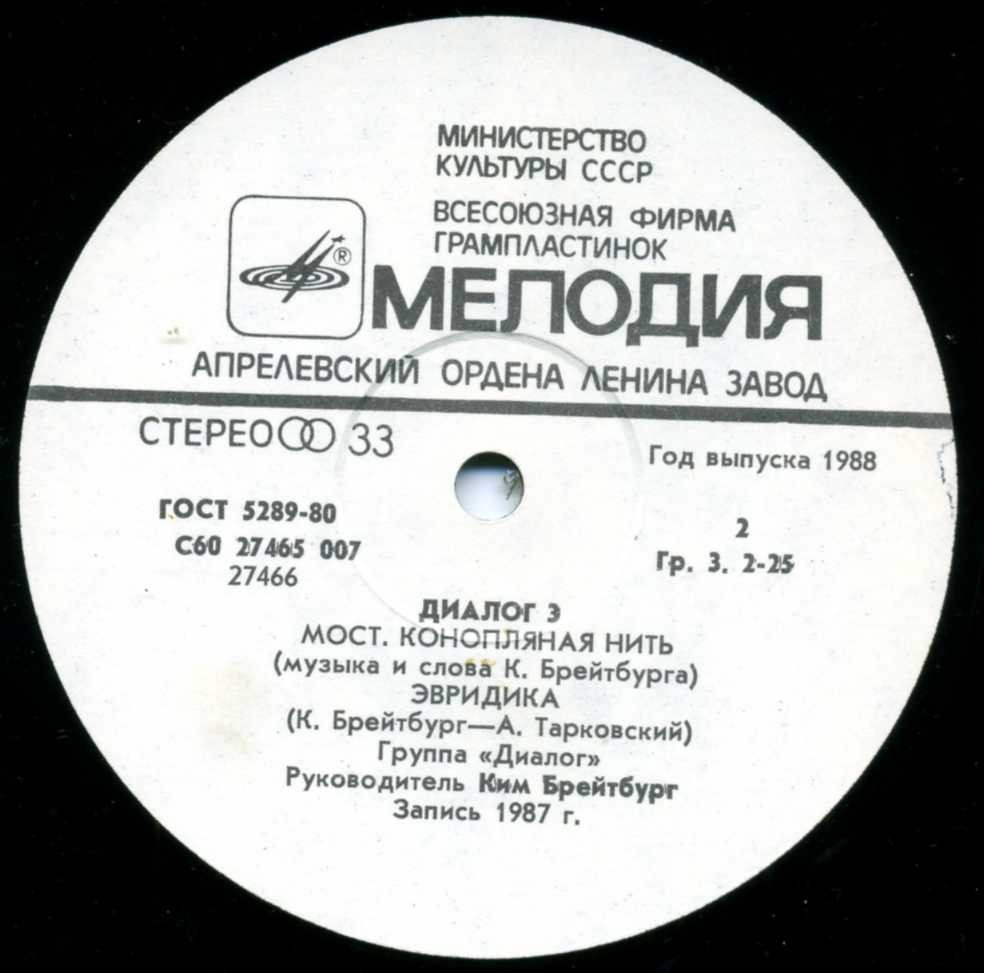 МИНИСТЕРСТВО
КУЛЬТУРЫ СССР
ВСЕСОЮЗНАЯ ФИРМА
ГРАМПЛАСТИНОК
®
МЕЛОДИЯ
АПРЕЛЕВСКИЙ ОРДЕНА ЛЕНИНА ЗАВОД
СТЕРЕО 33
Год выпуска 1988
ГОСТ 5289-80
С60 27465 007
27466
2
Гр. 3. 2-25
ДИАЛОГ 3
МОСТ. КОНОПЛЯНАЯ НИТЬ
(музыка и слова К. Брейтбурга)
ЭВРИДИКА
(К. Брейтбург—А. Тарковский)
Группа «Диалог»
Руководитель Ким Брейтбург
Запись 1987 г.